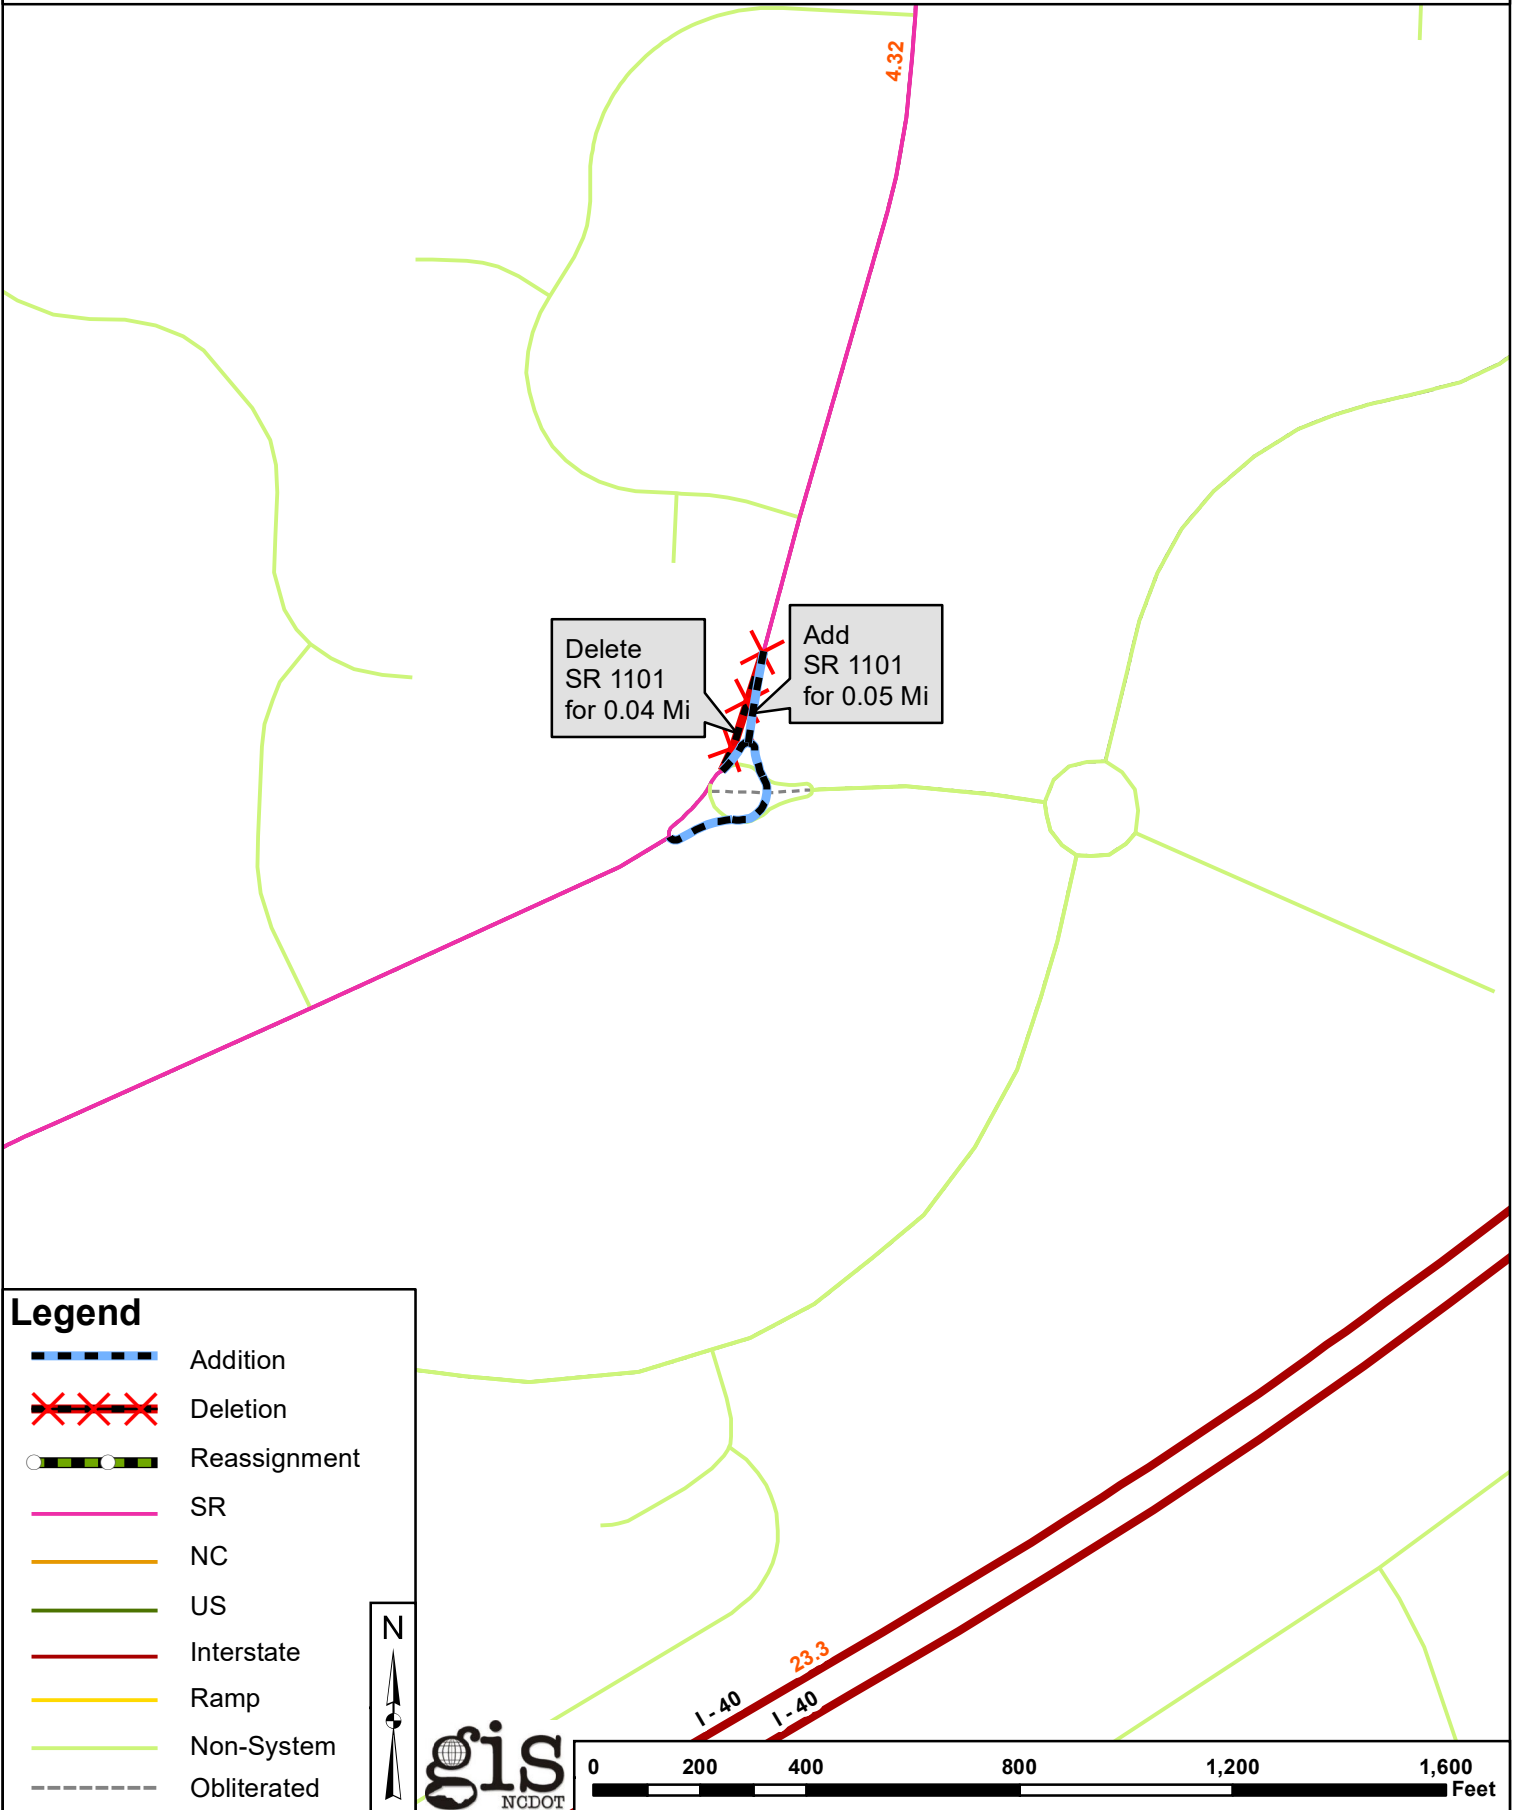 4.32
Delete
SR 1101
for 0.04 Mi
Add
SR 1101
for 0.05 Mi
Legend
Addition
Deletion
Reassignment
SR
NC
US
Interstate
Ramp
Non-System
Obliterated
N
gis
NCDOT
23.3
I - 40
I - 40
0 200 400 800 1,200 1,600
Feet